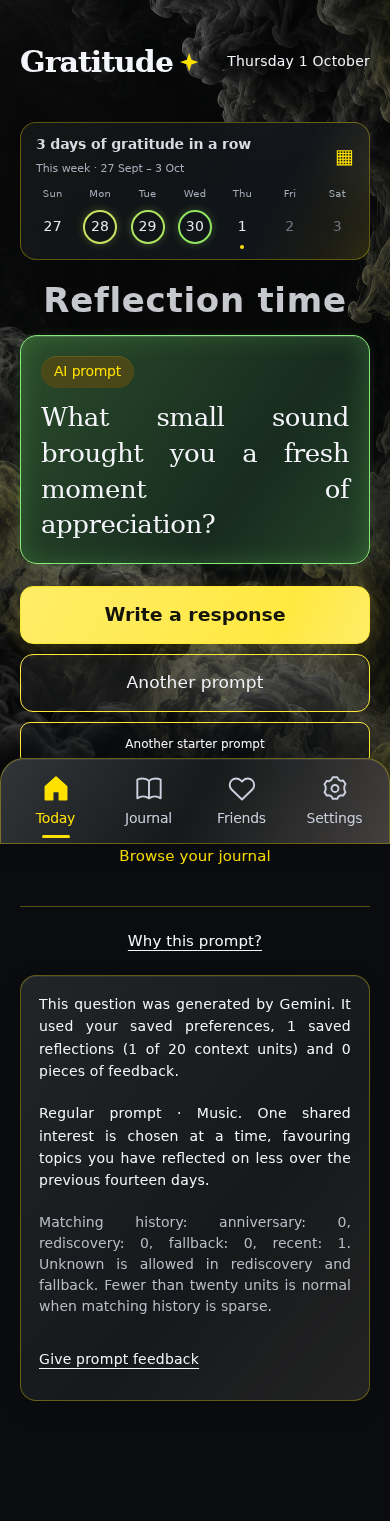 Gratitude
Thursday 1 October
3 days of gratitude in a row
This week · 27 Sept – 3 Oct
Sun Mon Tue Wed Thu Fri Sat
27 28 29 30 1 2 3
Reflection time
AI prompt
What small sound
brought you a fresh
moment of
appreciation?
Write a response
Another prompt
Another starter prompt
Today Journal Friends Settings
Browse your journal
Why this prompt?
This question was generated by Gemini. It
used your saved preferences, 1 saved
reflections (1 of 20 context units) and 0
pieces of feedback.
Regular prompt · Music. One shared
interest is chosen at a time, favouring
topics you have reflected on less over the
previous fourteen days.
Matching history: anniversary: 0,
rediscovery: 0, fallback: 0, recent: 1.
Unknown is allowed in rediscovery and
fallback. Fewer than twenty units is normal
when matching history is sparse.
Give prompt feedback